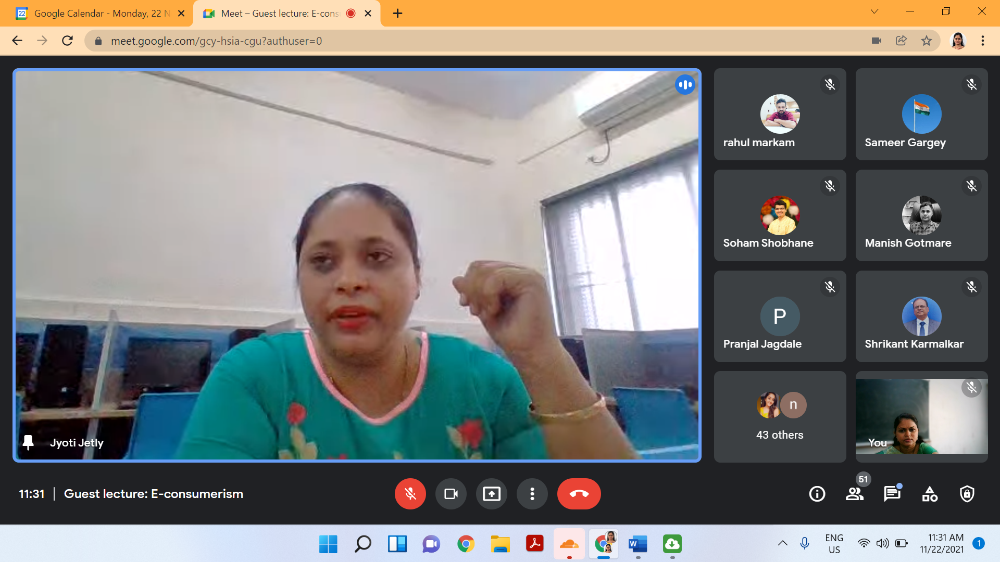 22
Google Calendar - Monday, 22 N
Meet – Guest lecture: E-cons
meet.google.com/gcy-hsia-cgu?authuser=0
rahul markam
Sameer Gargey
Soham Shobhane
Manish Gotmare
P
Pranjal Jagdale
Shrikant Karmalkar
n
43 others
You
Jyoti Jetly
11:31
Guest lecture: E-consumerism
51
W
ENG
US
11:31 AM
11/22/2021
1